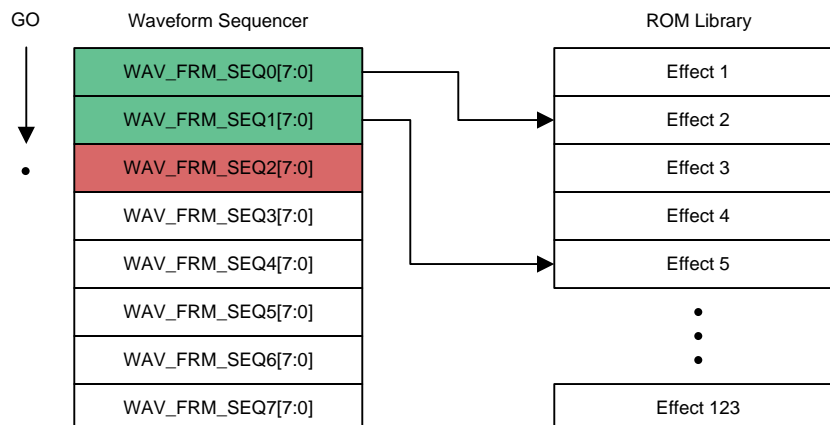 GO
Waveform Sequencer
ROM Library
WAV_FRM_SEQ0[7:0]
WAV_FRM_SEQ1[7:0]
WAV_FRM_SEQ2[7:0]
WAV_FRM_SEQ3[7:0]
WAV_FRM_SEQ4[7:0]
WAV_FRM_SEQ5[7:0]
WAV_FRM_SEQ6[7:0]
WAV_FRM_SEQ7[7:0]
Effect 1
Effect 2
Effect 3
Effect 4
Effect 5
Effect 123